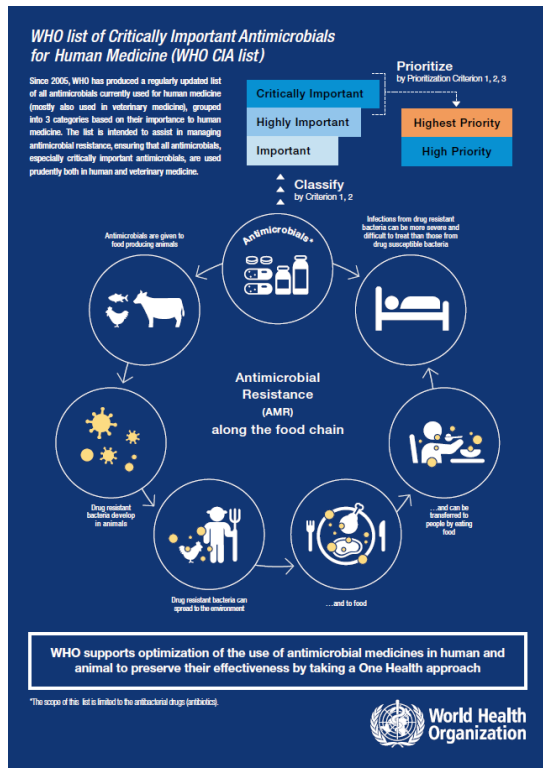 WHO list of Critically Important Antimicrobials
for Human Medicine (WHO CIA list)
Since 2005, WHO has produced a regularly updated list
of all antimicrobials currently used for human medicine
(mostly also used in veterinary medicine), grouped
into 3 categories based on their importance to human
medicine. The list is intended to assist in managing
antimicrobial resistance, ensuring that all antimicrobials,
especially critically important antimicrobials, are used
prudently both in human and veterinary medicine.
Prioritize
by Prioritization Criterion 1, 2, 3
Critically Important
Highly Important
Important
Highest Priority
High Priority
Classify
by Criterion 1, 2
Antimicrobials*
Antimicrobials are given to
food producing animals
Infections from drug resistant
bacteria can be more severe and
difficult to treat than those from
drug susceptible bacteria
Antimicrobial
Resistance
(AMR)
along the food chain
Drug resistant
bacteria develop
in animals
...and can be
transferred to
people by eating
food
Drug resistant bacteria can
spread to the environment
...and to food
WHO supports optimization of the use of antimicrobial medicines in human and
animal to preserve their effectiveness by taking a One Health approach
*The scope of this list is limited to the antibacterial drugs (antibiotics).
World Health
Organization